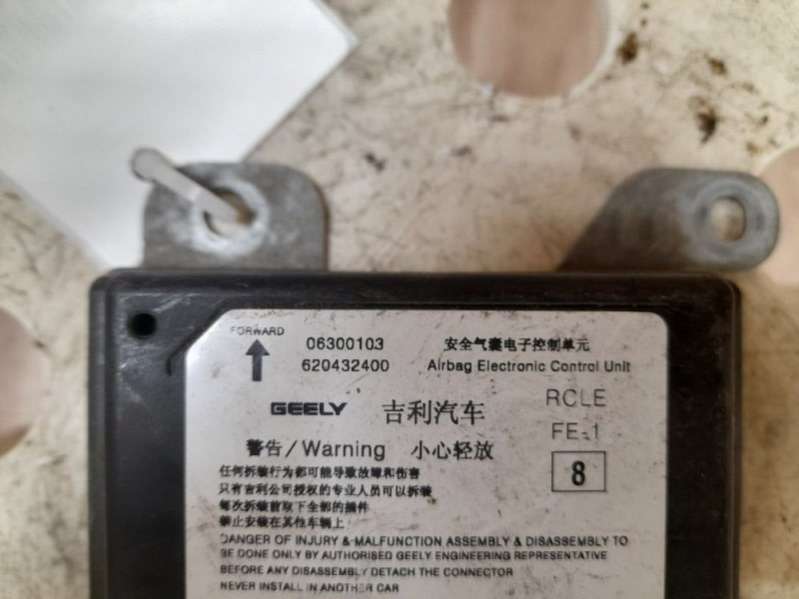 FORWARD
06300103 安全气囊电子控制单元
620432400 Airbag Electronic Control Unit
GEELY 吉利汽车 RCLE
警告/Warning 小心轻放 FE-1
8
任何拆装行为都可能导致故障和伤害
只有吉利公司授权的专业人员可以拆装
每次拆装前取下全部的插件
禁止安装在其他车辆上
DANGER OF INJURY & MALFUNCTION ASSEMBLY & DISASSEMBLY TO
BE DONE ONLY BY AUTHORISED GEELY ENGINEERING REPRESENTATIVE
BEFORE ANY DISASSEMBLY DETACH THE CONNECTOR
NEVER INSTALL IN ANOTHER CAR